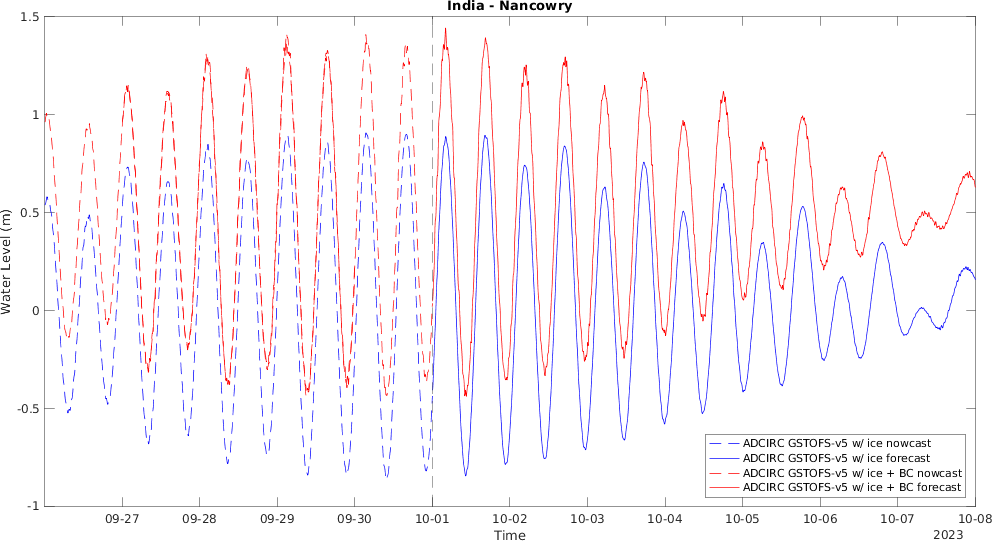 India - Nancowry
1.5
1
0.5
0
-0.5
-1
Water Level (m)
ADCIRC GSTOFS-v5 w/ ice nowcast
ADCIRC GSTOFS-v5 w/ ice forecast
ADCIRC GSTOFS-v5 w/ ice + BC nowcast
ADCIRC GSTOFS-v5 w/ ice + BC forecast
09-27 09-28 09-29 09-30 10-01 10-02 10-03 10-04 10-05 10-06 10-07 10-08
Time
2023